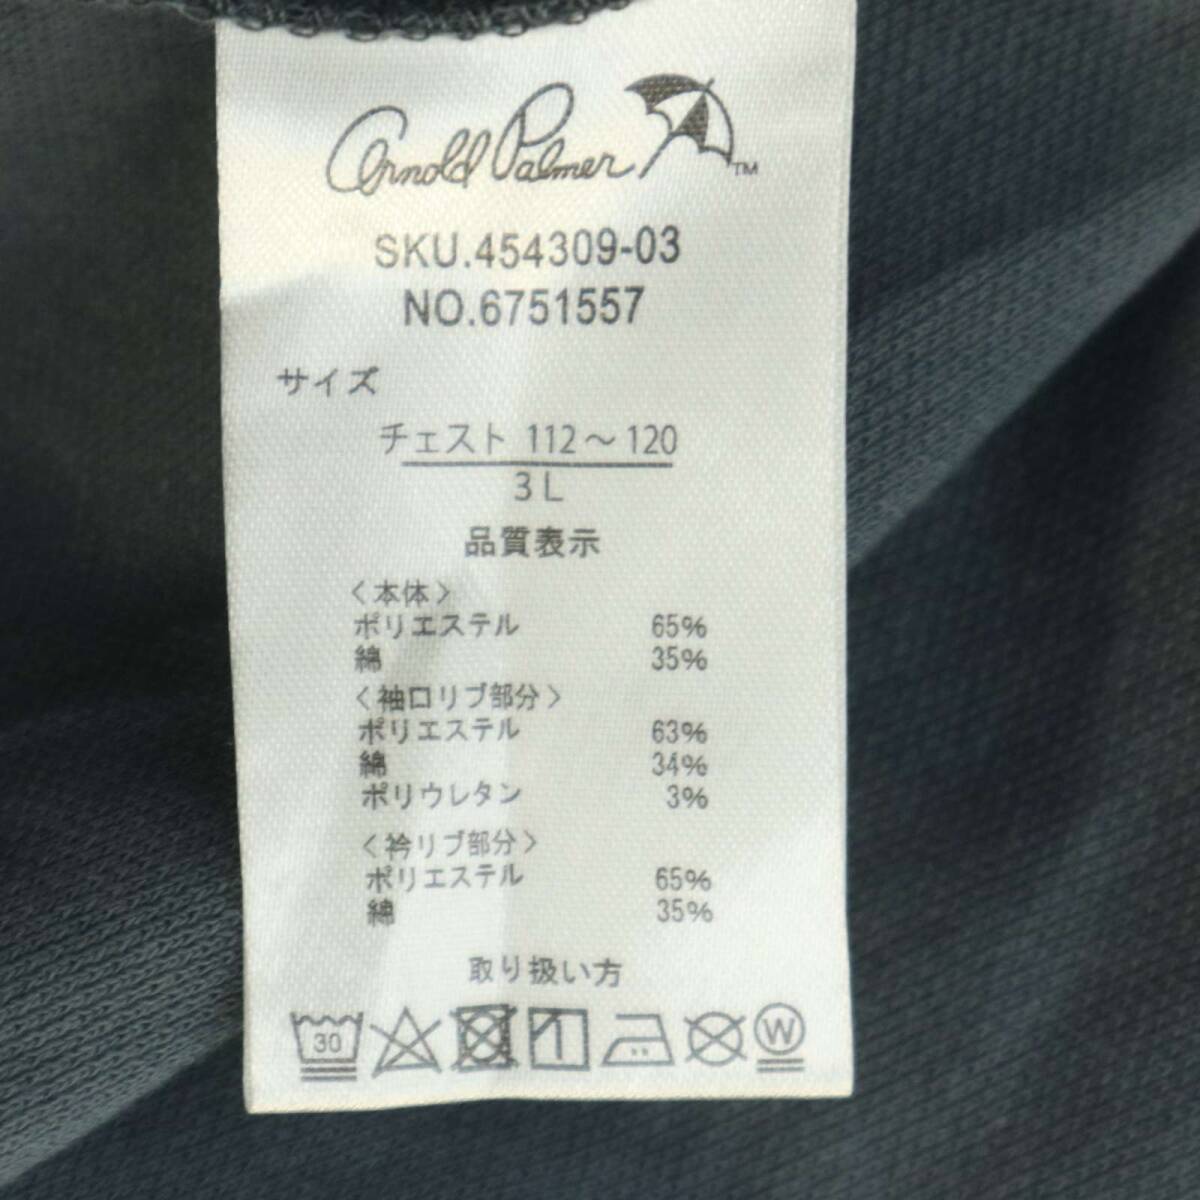 Arnold Palmer TM
SKU.454309-03
NO.6751557
サイズ
チェスト 112～120
3L
品質表示
〈本体〉
ポリエステル 65%
綿 35%
〈袖口リブ部分〉
ポリエステル 63%
綿 34%
ポリウレタン 3%
〈衿リブ部分〉
ポリエステル 65%
綿 35%
取り扱い方
30 W